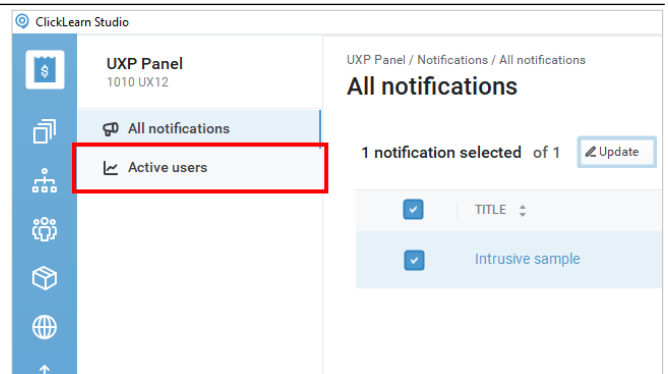 ClickLearn Studio
$
UXP Panel
1010 UX12
All notifications
Active users
UXP Panel / Notifications / All notifications
All notifications
1 notification selected of 1
Update
TITLE
Intrusive sample